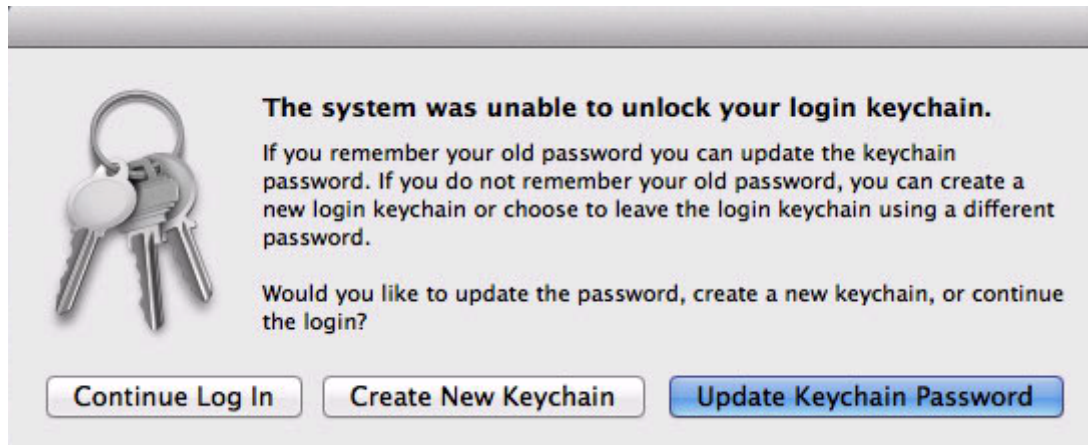 The system was unable to unlock your login keychain.
If you remember your old password you can update the keychain
password. If you do not remember your old password, you can create a
new login keychain or choose to leave the login keychain using a different
password.
Would you like to update the password, create a new keychain, or continue
the login?
Continue Log In
Create New Keychain
Update Keychain Password